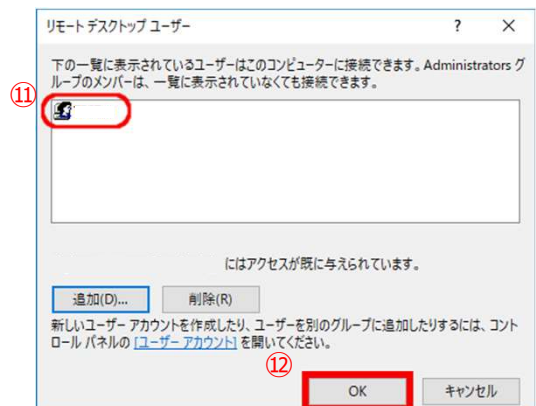 リモート デスクトップ ユーザー
下の一覧に表示されているユーザーはこのコンピューターに接続できます。Administrators グ
ループのメンバーは、一覧に表示されていなくても接続できます。
⑪
にはアクセスが既に与えられています。
追加(D)... 削除(R)
新しいユーザー アカウントを作成したり、ユーザーを別のグループに追加したりするには、コント
ロール パネルの [ユーザー アカウント] を開いてください。
⑫
OK キャンセル